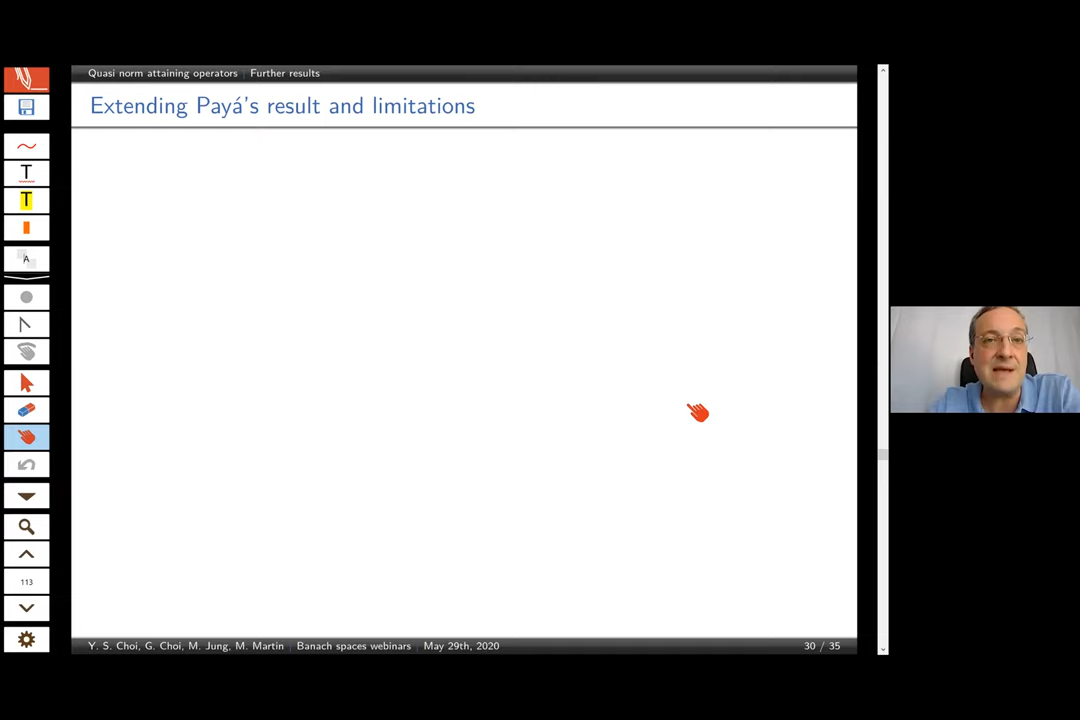 Quasi norm attaining operators | Further results
Extending Payá's result and limitations
T
T
A
113
Y. S. Choi, G. Choi, M. Jung, M. Martin | Banach spaces webinars | May 29th, 2020
30 / 35